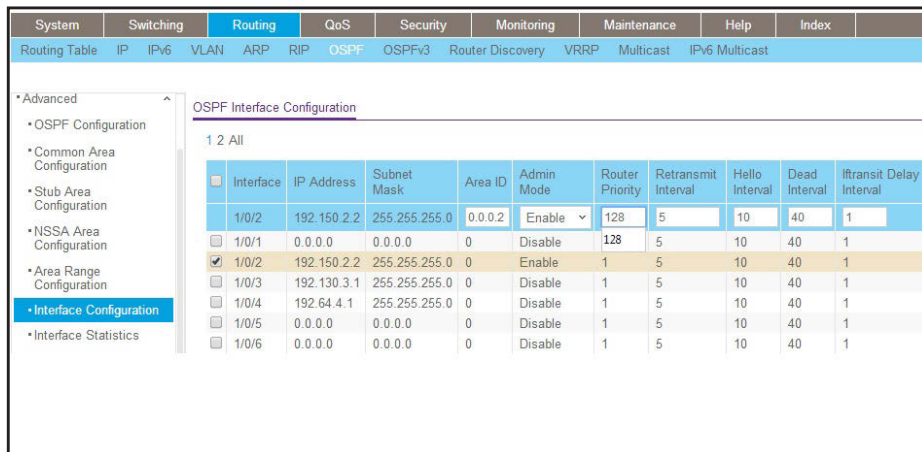 System Switching Routing QoS Security Monitoring Maintenance Help Index
Routing Table IP IPv6 VLAN ARP RIP OSPF OSPFv3 Router Discovery VRRP Multicast IPv6 Multicast
Advanced
OSPF Configuration
Common Area
Configuration
Stub Area
Configuration
NSSA Area
Configuration
Area Range
Configuration
Interface Configuration
Interface Statistics
OSPF Interface Configuration
1 2 All
Interface IP Address Subnet Mask Area ID Admin Mode Router Priority Retransmit Interval Hello Interval Dead Interval Iftransit Delay Interval
1/0/2 192.150.2.2 255.255.255.0 0.0.0.2 Enable 128 5 10 40 1
1/0/1 0.0.0.0 0.0.0.0 0 Disable 128 5 10 40 1
1/0/2 192.150.2.2 255.255.255.0 0 Enable 1 5 10 40 1
1/0/3 192.130.3.1 255.255.255.0 0 Disable 1 5 10 40 1
1/0/4 192.64.4.1 255.255.255.0 0 Disable 1 5 10 40 1
1/0/5 0.0.0.0 0.0.0.0 0 Disable 1 5 10 40 1
1/0/6 0.0.0.0 0.0.0.0 0 Disable 1 5 10 40 1